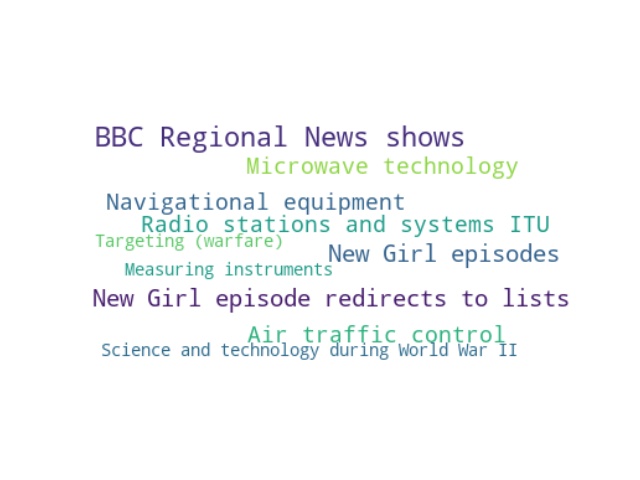 BBC Regional News shows
Microwave technology
Navigational equipment
Radio stations and systems ITU
Targeting (warfare)
New Girl episodes
Measuring instruments
New Girl episode redirects to lists
Air traffic control
Science and technology during World War II